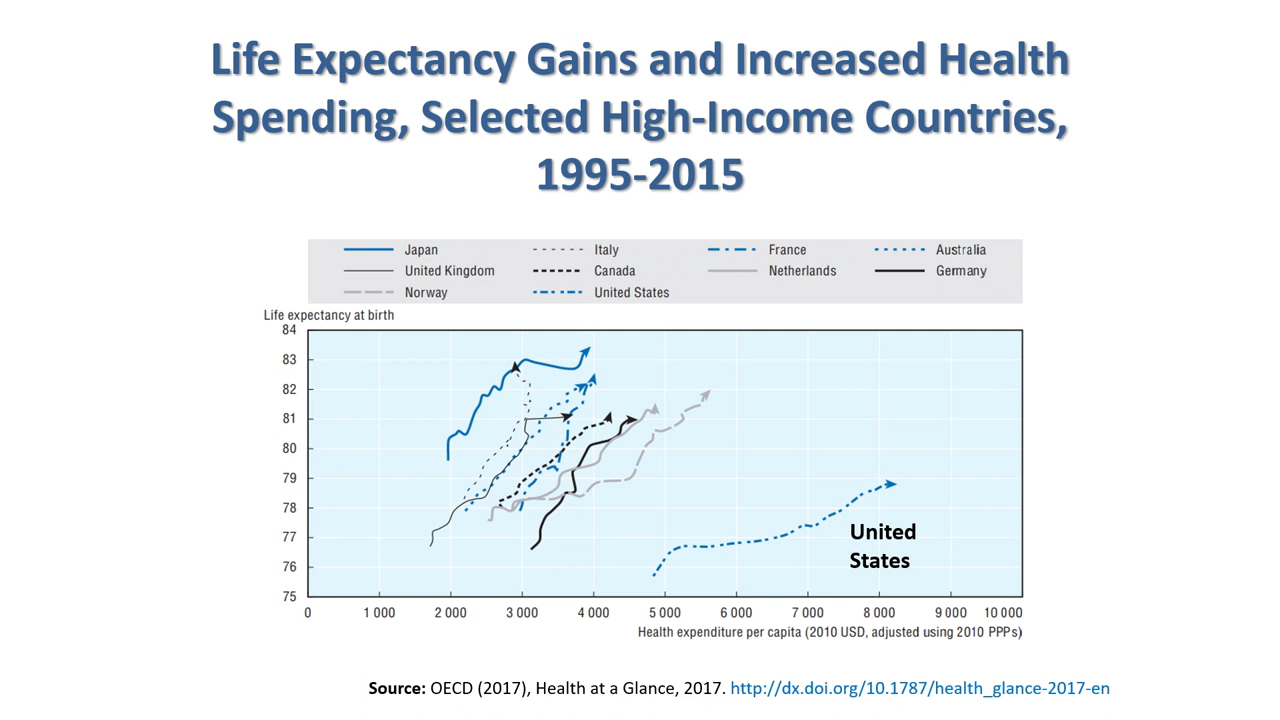 Life Expectancy Gains and Increased Health
Spending, Selected High-Income Countries,
1995-2015
Japan Italy France Australia
United Kingdom Canada Netherlands Germany
Norway United States
Life expectancy at birth
84
83
82
81
80
79
78
77
76
75
United
States
0 1 000 2 000 3 000 4 000 5 000 6 000 7 000 8 000 9 000 10 000
Health expenditure per capita (2010 USD, adjusted using 2010 PPPs)
Source: OECD (2017), Health at a Glance, 2017. http://dx.doi.org/10.1787/health_glance-2017-en